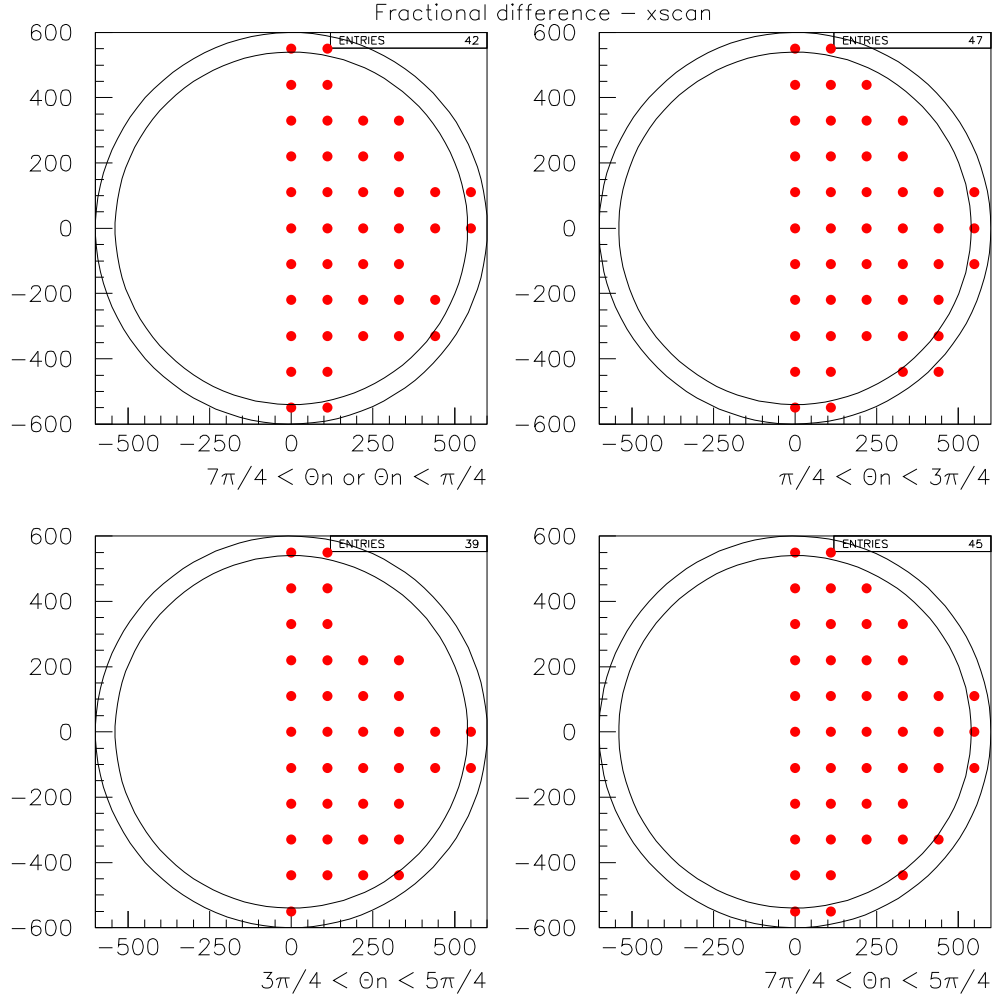 Fractional difference − xscan
ENTRIES 42
600
400
200
0
−200
−400
−600
−500 −250 0 250 500
7π/4 < Θn or Θn < π/4
ENTRIES 47
600
400
200
0
−200
−400
−600
−500 −250 0 250 500
π/4 < Θn < 3π/4
ENTRIES 39
600
400
200
0
−200
−400
−600
−500 −250 0 250 500
3π/4 < Θn < 5π/4
ENTRIES 45
600
400
200
0
−200
−400
−600
−500 −250 0 250 500
7π/4 < Θn < 5π/4